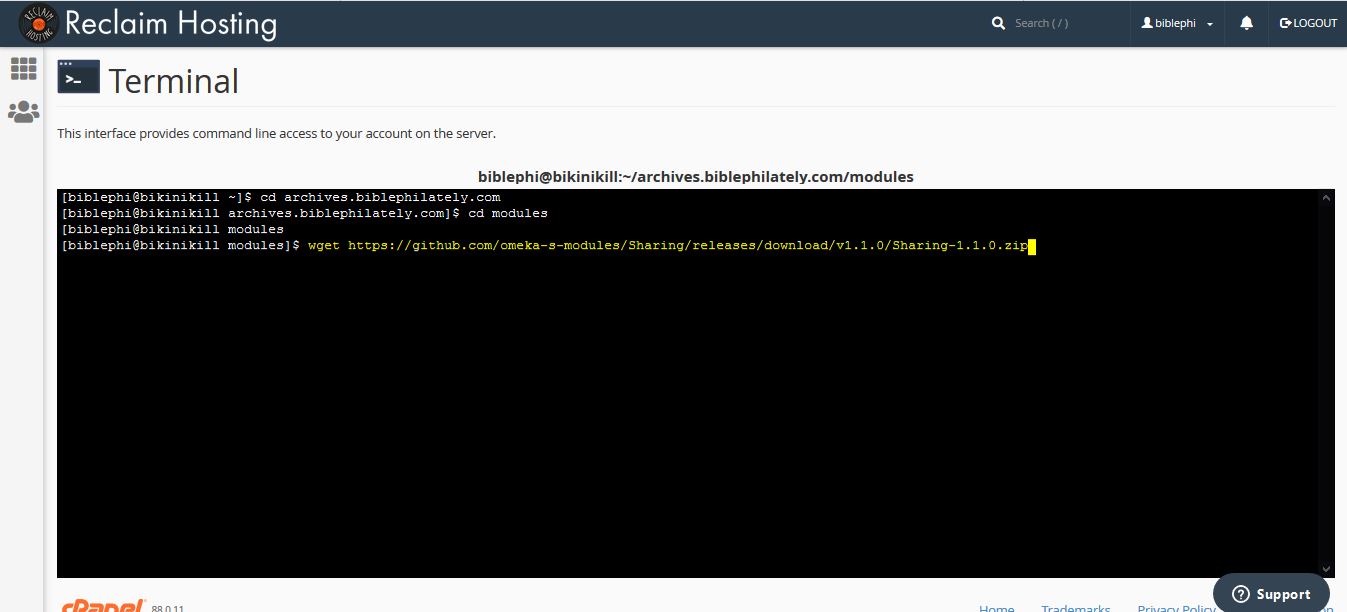 RECLAIM HOSTING
Reclaim Hosting
Search ( / )
biblephi
LOGOUT
>_ Terminal
This interface provides command line access to your account on the server.
biblephi@bikinikill:~/archives.biblephilately.com/modules
[biblephi@bikinikill ~]$ cd archives.biblephilately.com
[biblephi@bikinikill archives.biblephilately.com]$ cd modules
[biblephi@bikinikill modules
[biblephi@bikinikill modules]$ wget https://github.com/omeka-s-modules/Sharing/releases/download/v1.1.0/Sharing-1.1.0.zip
cPanel 88.0.11
Home Trademarks Privacy Policy
Support